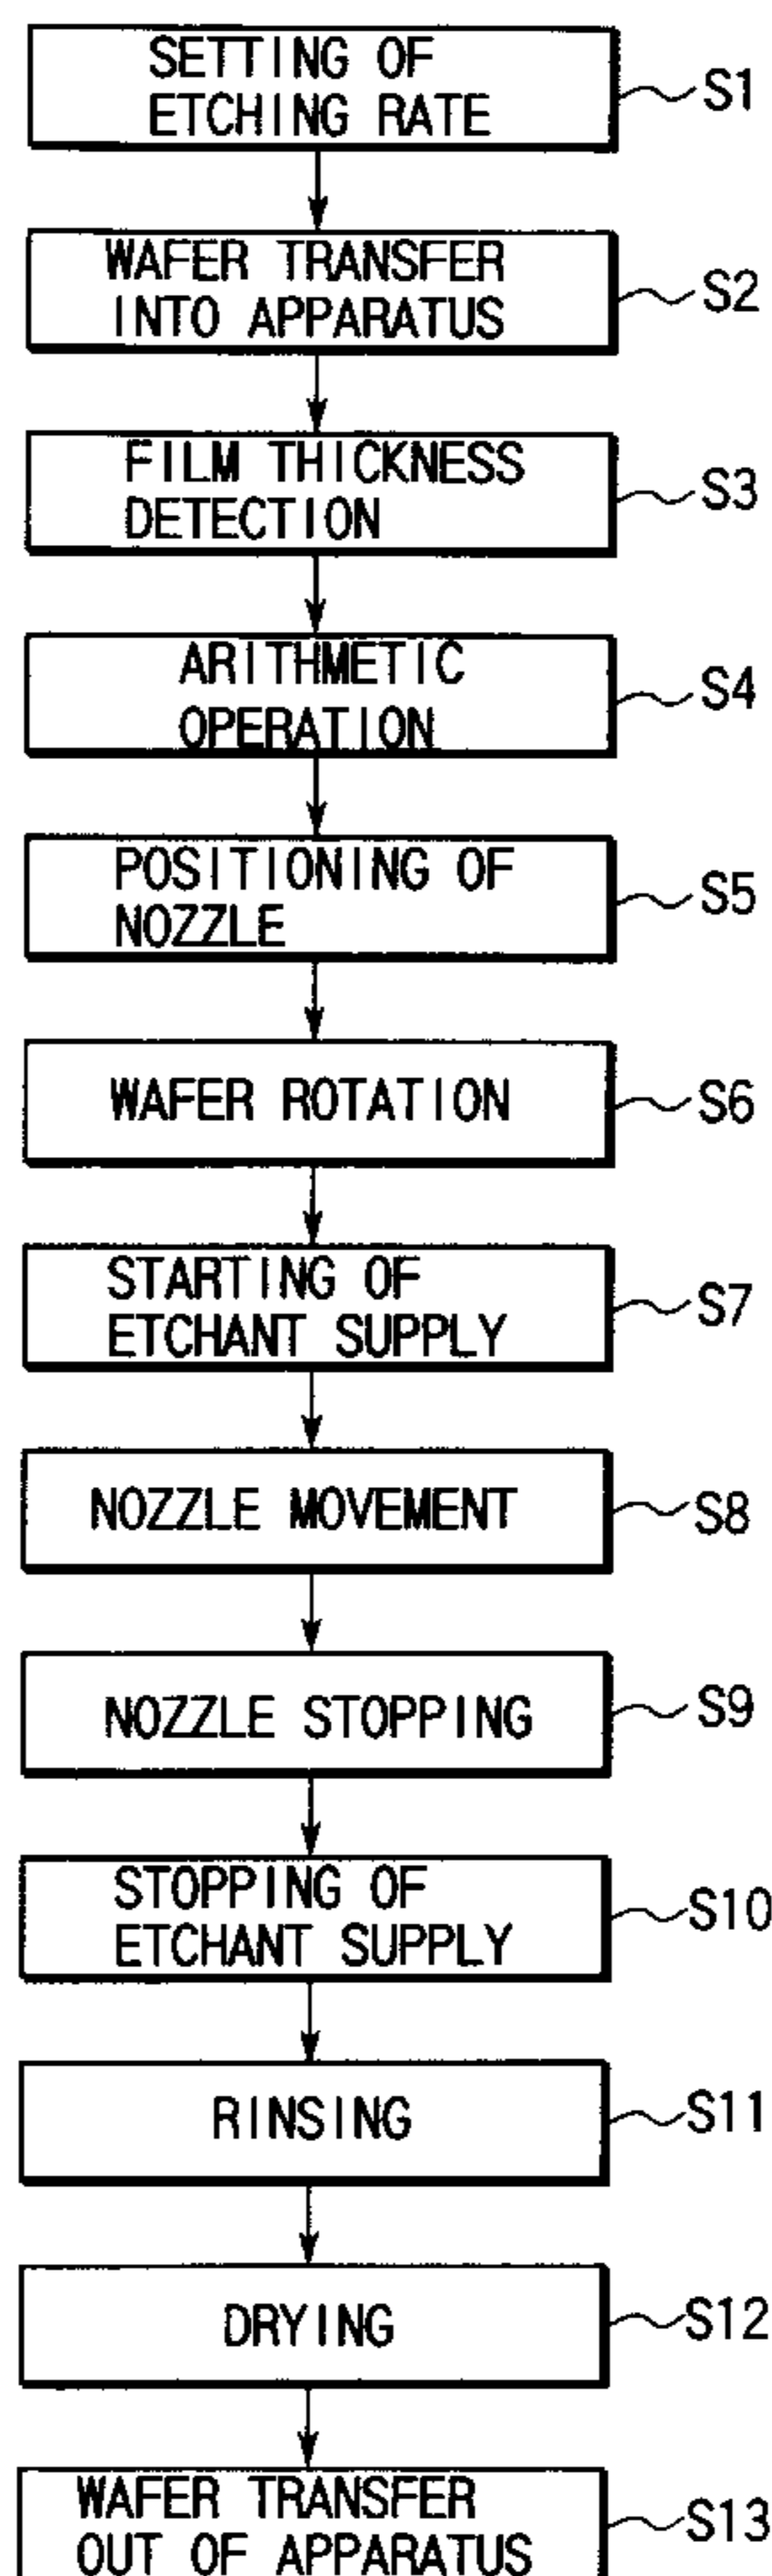 SETTING OF
ETCHING RATE
S1
WAFER TRANSFER
INTO APPARATUS
S2
FILM THICKNESS
DETECTION
S3
ARITHMETIC
OPERATION
S4
POSITIONING OF
NOZZLE
S5
WAFER ROTATION
S6
STARTING OF
ETCHANT SUPPLY
S7
NOZZLE MOVEMENT
S8
NOZZLE STOPPING
S9
STOPPING OF
ETCHANT SUPPLY
S10
RINSING
S11
DRYING
S12
WAFER TRANSFER
OUT OF APPARATUS
S13